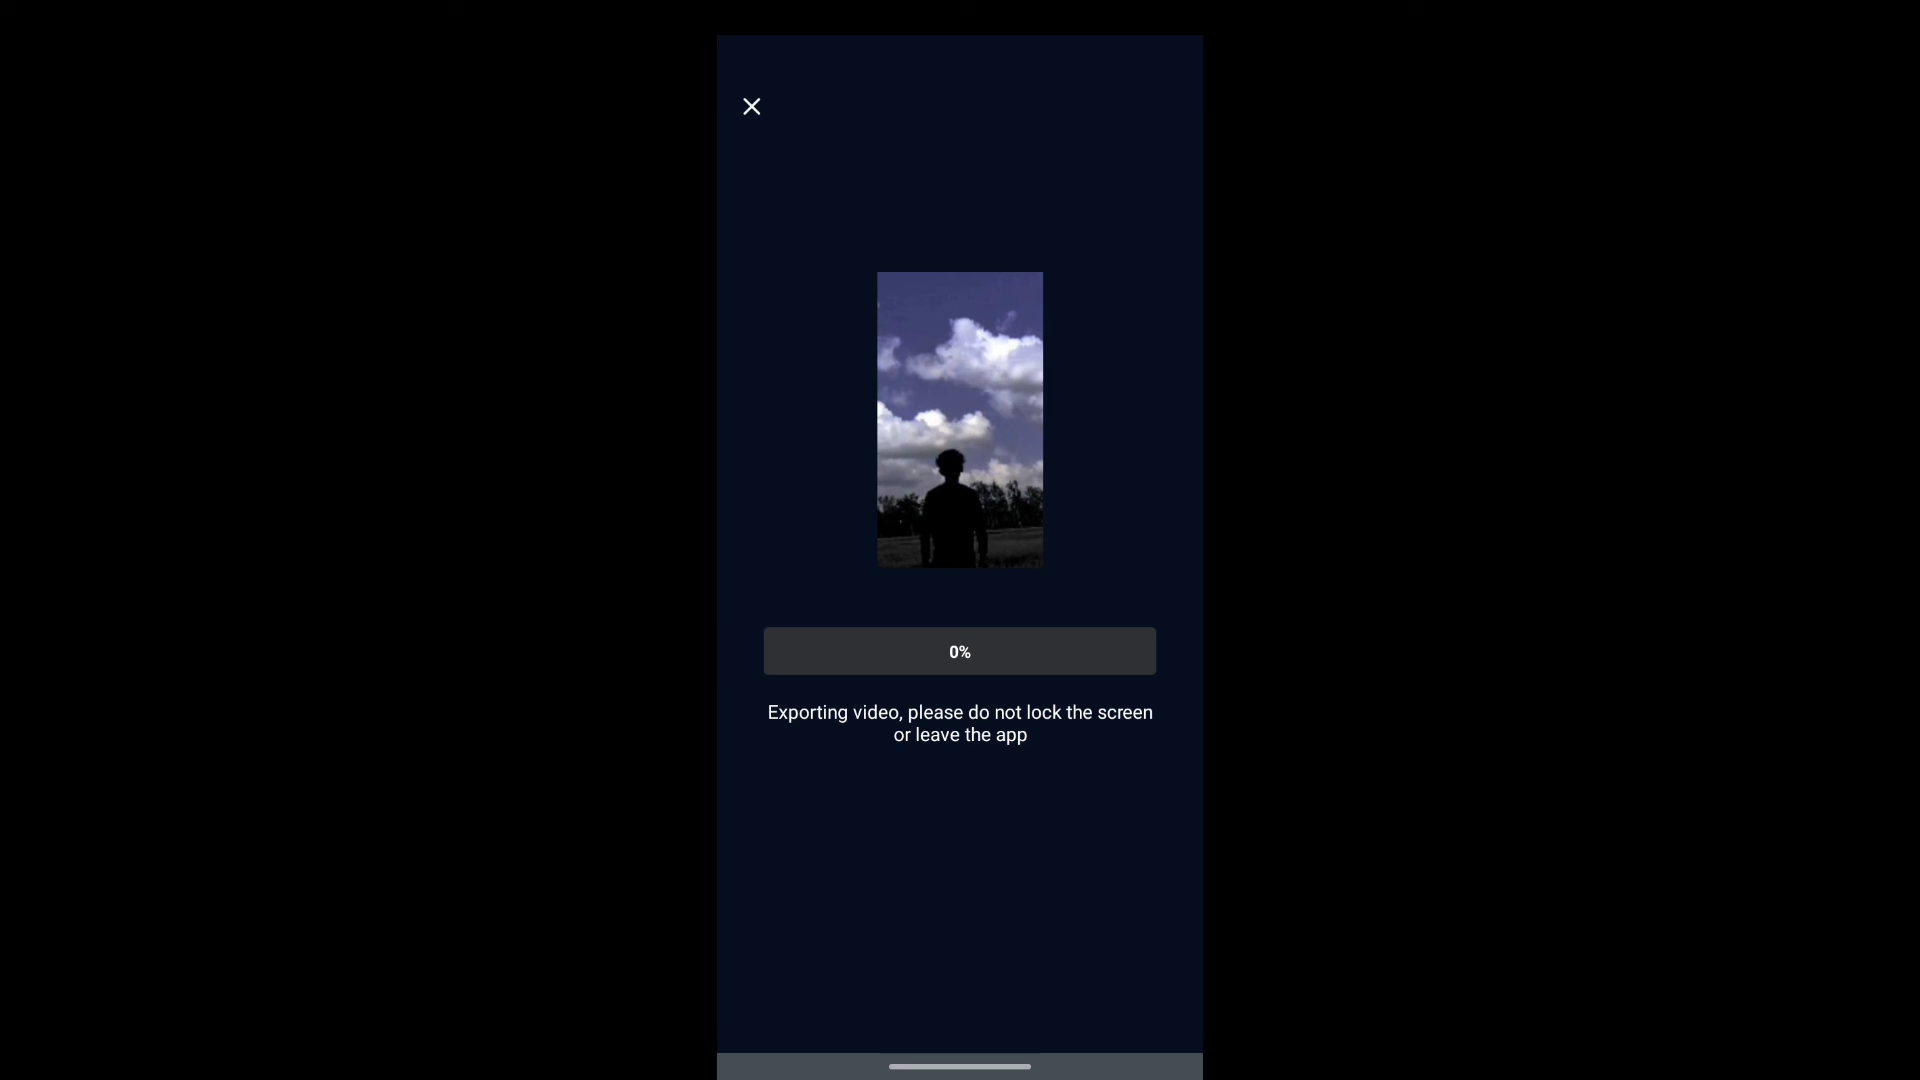 0%
Exporting video, please do not lock the screen
or leave the app